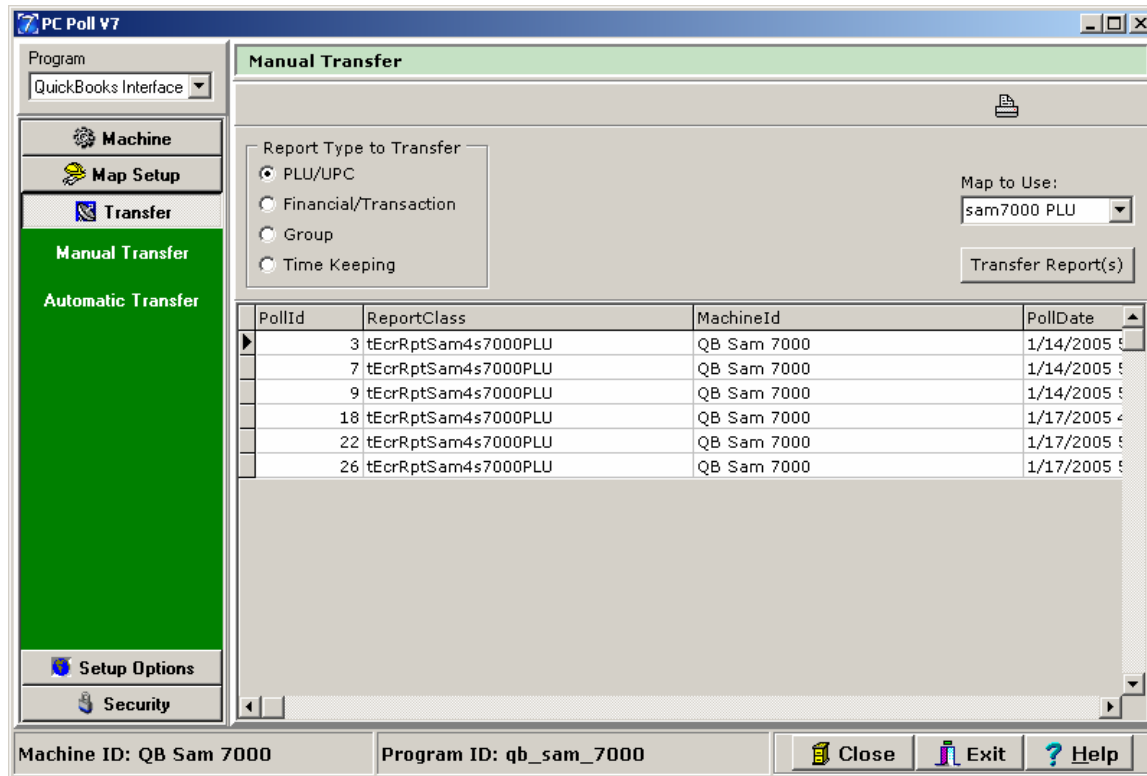 PC Poll V7
Program
QuickBooks Interface
Machine
Map Setup
Transfer
Manual Transfer
Automatic Transfer
Setup Options
Security
Manual Transfer
Report Type to Transfer
PLU/UPC
Financial/Transaction
Group
Time Keeping
Map to Use:
sam7000 PLU
Transfer Report(s)
PollId ReportClass MachineId PollDate
3 tEcrRptSam4s7000PLU QB Sam 7000 1/14/2005
7 tEcrRptSam4s7000PLU QB Sam 7000 1/14/2005
9 tEcrRptSam4s7000PLU QB Sam 7000 1/14/2005
18 tEcrRptSam4s7000PLU QB Sam 7000 1/17/2005
22 tEcrRptSam4s7000PLU QB Sam 7000 1/17/2005
26 tEcrRptSam4s7000PLU QB Sam 7000 1/17/2005
Machine ID: QB Sam 7000 Program ID: qb_sam_7000 Close Exit Help